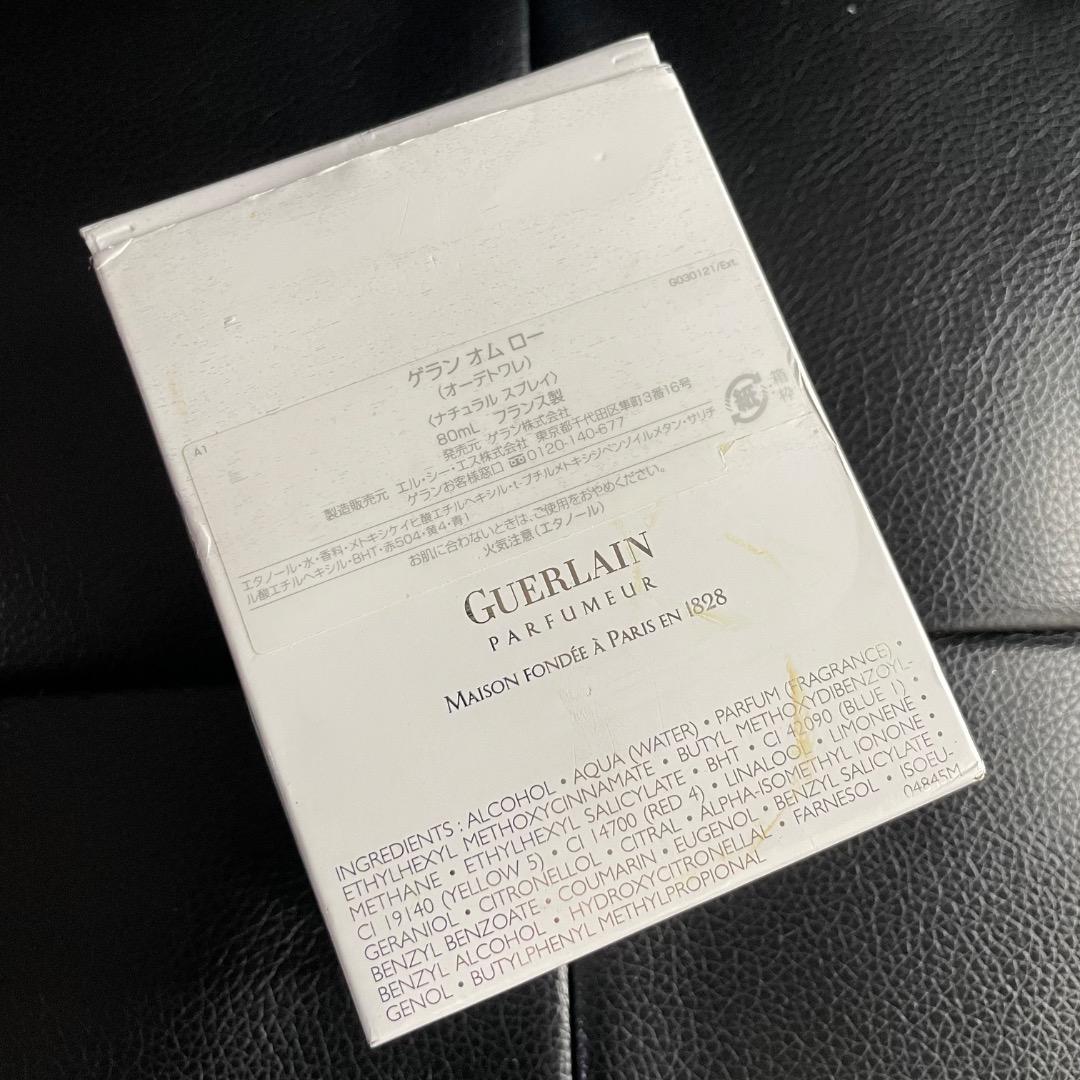 G030121/Ext.
ゲラン オム ロー
(オーデトワレ)
〈ナチュラル スプレイ〉
80mL フランス製
発売元 ゲラン株式会社
A1
製造販売元 エル・シー・エス株式会社 東京都千代田区隼町3番16号
ゲランお客様窓口 0120-140-677
紙
箱
枠
エタノール・水・香料・メトキシケイヒ酸エチルヘキシル・t-ブチルメトキシジベンゾイルメタン・サリチ
ル酸エチルヘキシル・BHT・赤504・黄4・青1
お肌に合わないときは、ご使用をおやめください。
火気注意(エタノール)
GUERLAIN
PARFUMEUR
MAISON FONDÉE À PARIS EN 1828
INGREDIENTS : ALCOHOL • AQUA (WATER) • PARFUM (FRAGRANCE) •
ETHYLHEXYL METHOXYCINNAMATE • BUTYL METHOXYDIBENZOYL-
METHANE • ETHYLHEXYL SALICYLATE • BHT • CI 42090 (BLUE 1) •
CI 19140 (YELLOW 5) • CI 14700 (RED 4) • LINALOOL • LIMONENE •
GERANIOL • CITRONELLOL • CITRAL • ALPHA-ISOMETHYL IONONE •
BENZYL BENZOATE • COUMARIN • EUGENOL • BENZYL SALICYLATE •
BENZYL ALCOHOL • HYDROXYCITRONELLAL • FARNESOL • ISOEU-
GENOL • BUTYLPHENYL METHYLPROPIONAL
04845M